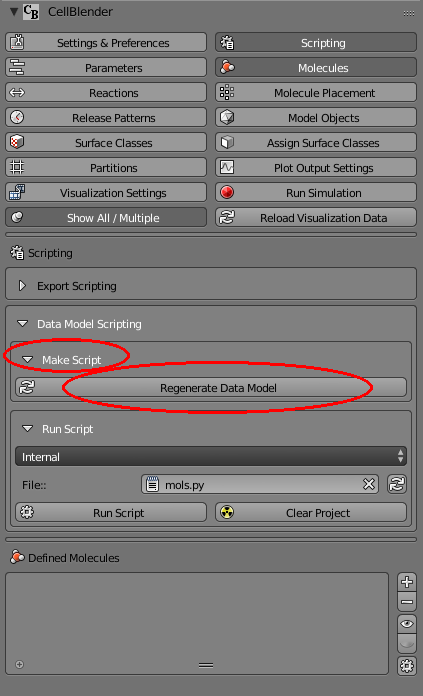 CB CellBlender
Settings & Preferences Scripting
Parameters Molecules
Reactions Molecule Placement
Release Patterns Model Objects
Surface Classes Assign Surface Classes
Partitions Plot Output Settings
Visualization Settings Run Simulation
Show All / Multiple Reload Visualization Data
Scripting
Export Scripting
Data Model Scripting
Make Script
Regenerate Data Model
Run Script
Internal
File:: mols.py
Run Script Clear Project
Defined Molecules